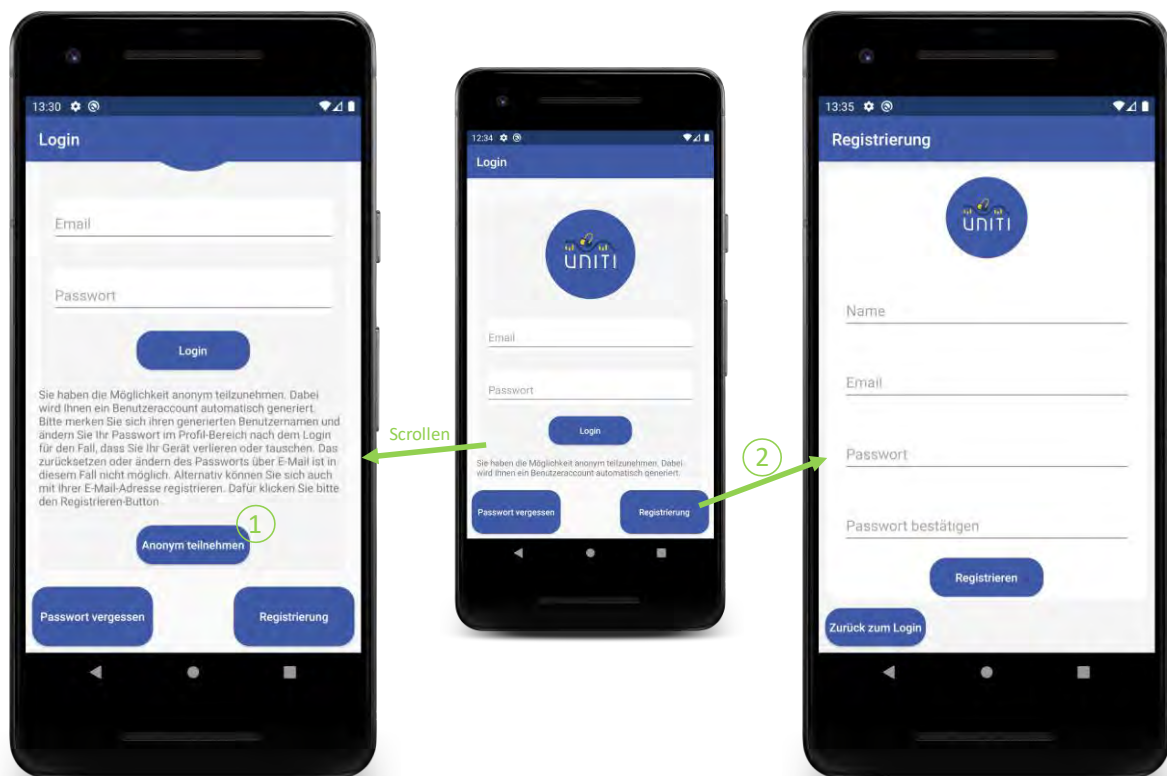 13:30
Login
Email
Passwort
Login
Sie haben die Möglichkeit anonym teilzunehmen. Dabei
wird Ihnen ein Benutzeraccount automatisch generiert.
Bitte merken Sie sich ihren generierten Benutzernamen und
ändern Sie Ihr Passwort im Profil-Bereich nach dem Login
für den Fall, dass Sie Ihr Gerät verlieren oder tauschen. Das
zurücksetzen oder ändern des Passworts über E-Mail ist in
diesem Fall nicht möglich. Alternativ können Sie sich auch
mit Ihrer E-Mail-Adresse registrieren. Dafür klicken Sie bitte
den Registrieren-Button
1
Anonym teilnehmen
Passwort vergessen
Registrierung
Scrollen
12:34
Login
UNITI
Email
Passwort
Login
Sie haben die Möglichkeit anonym teilzunehmen. Dabei
wird Ihnen ein Benutzeraccount automatisch generiert.
Passwort vergessen
Registrierung
2
13:35
Registrierung
UNITI
Name
Email
Passwort
Passwort bestätigen
Registrieren
Zurück zum Login